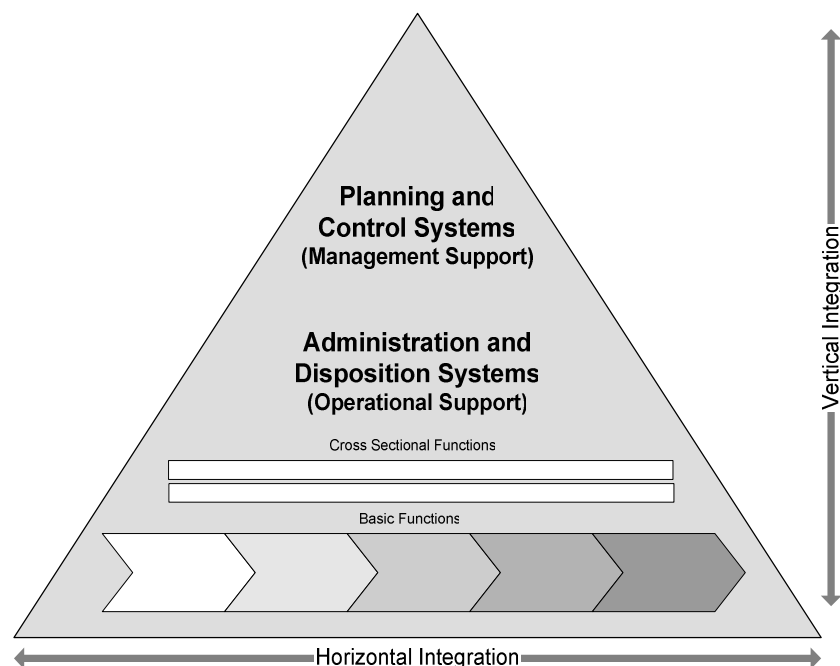 Planning and
Control Systems
(Management Support)
Administration and
Disposition Systems
(Operational Support)
Cross Sectional Functions
Basic Functions
Vertical Integration
Horizontal Integration